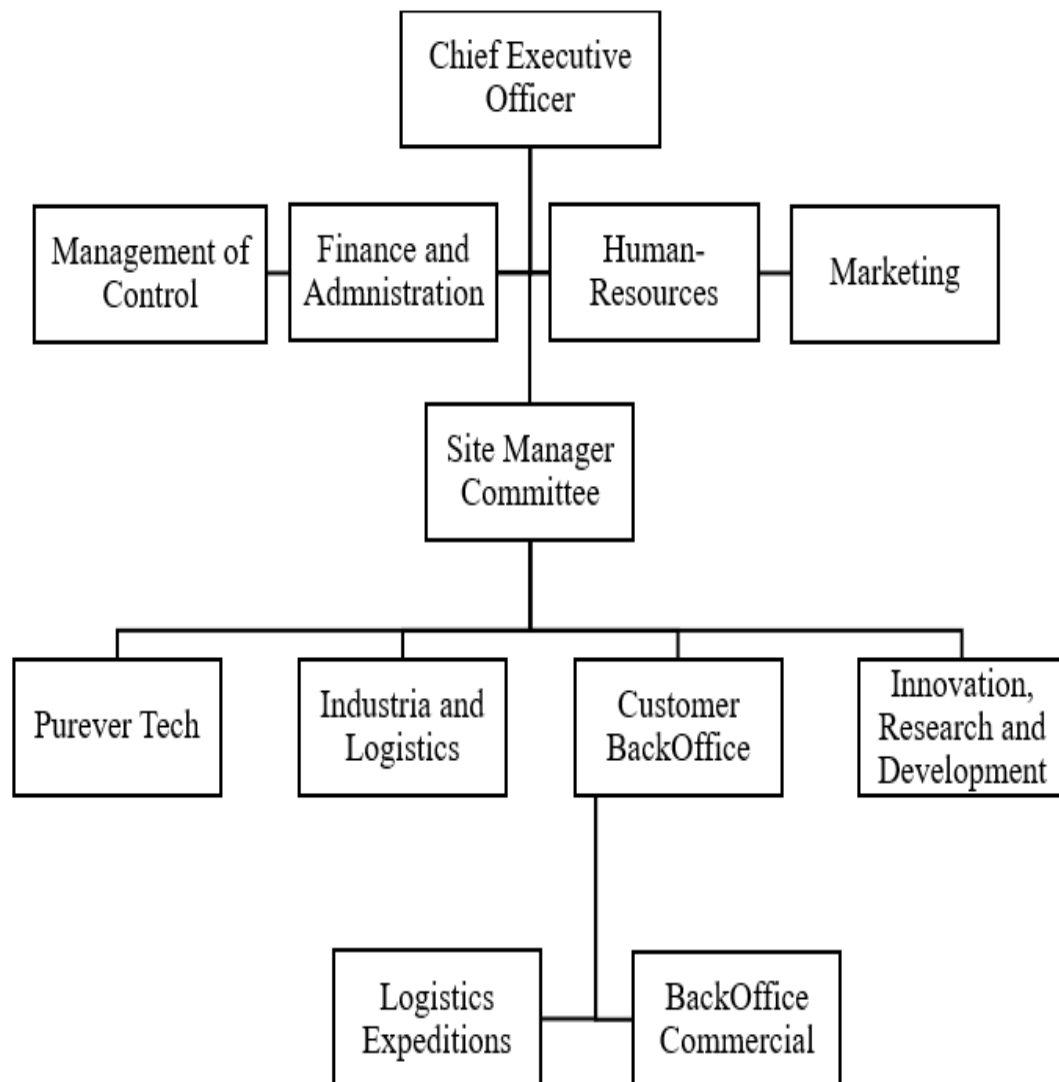 Chief Executive
Officer
Management of
Control
Finance and
Admnistration
Human-
Resources
Marketing
Site Manager
Committee
Purever Tech
Industria and
Logistics
Customer
BackOffice
Innovation,
Research and
Development
Logistics
Expeditions
BackOffice
Commercial